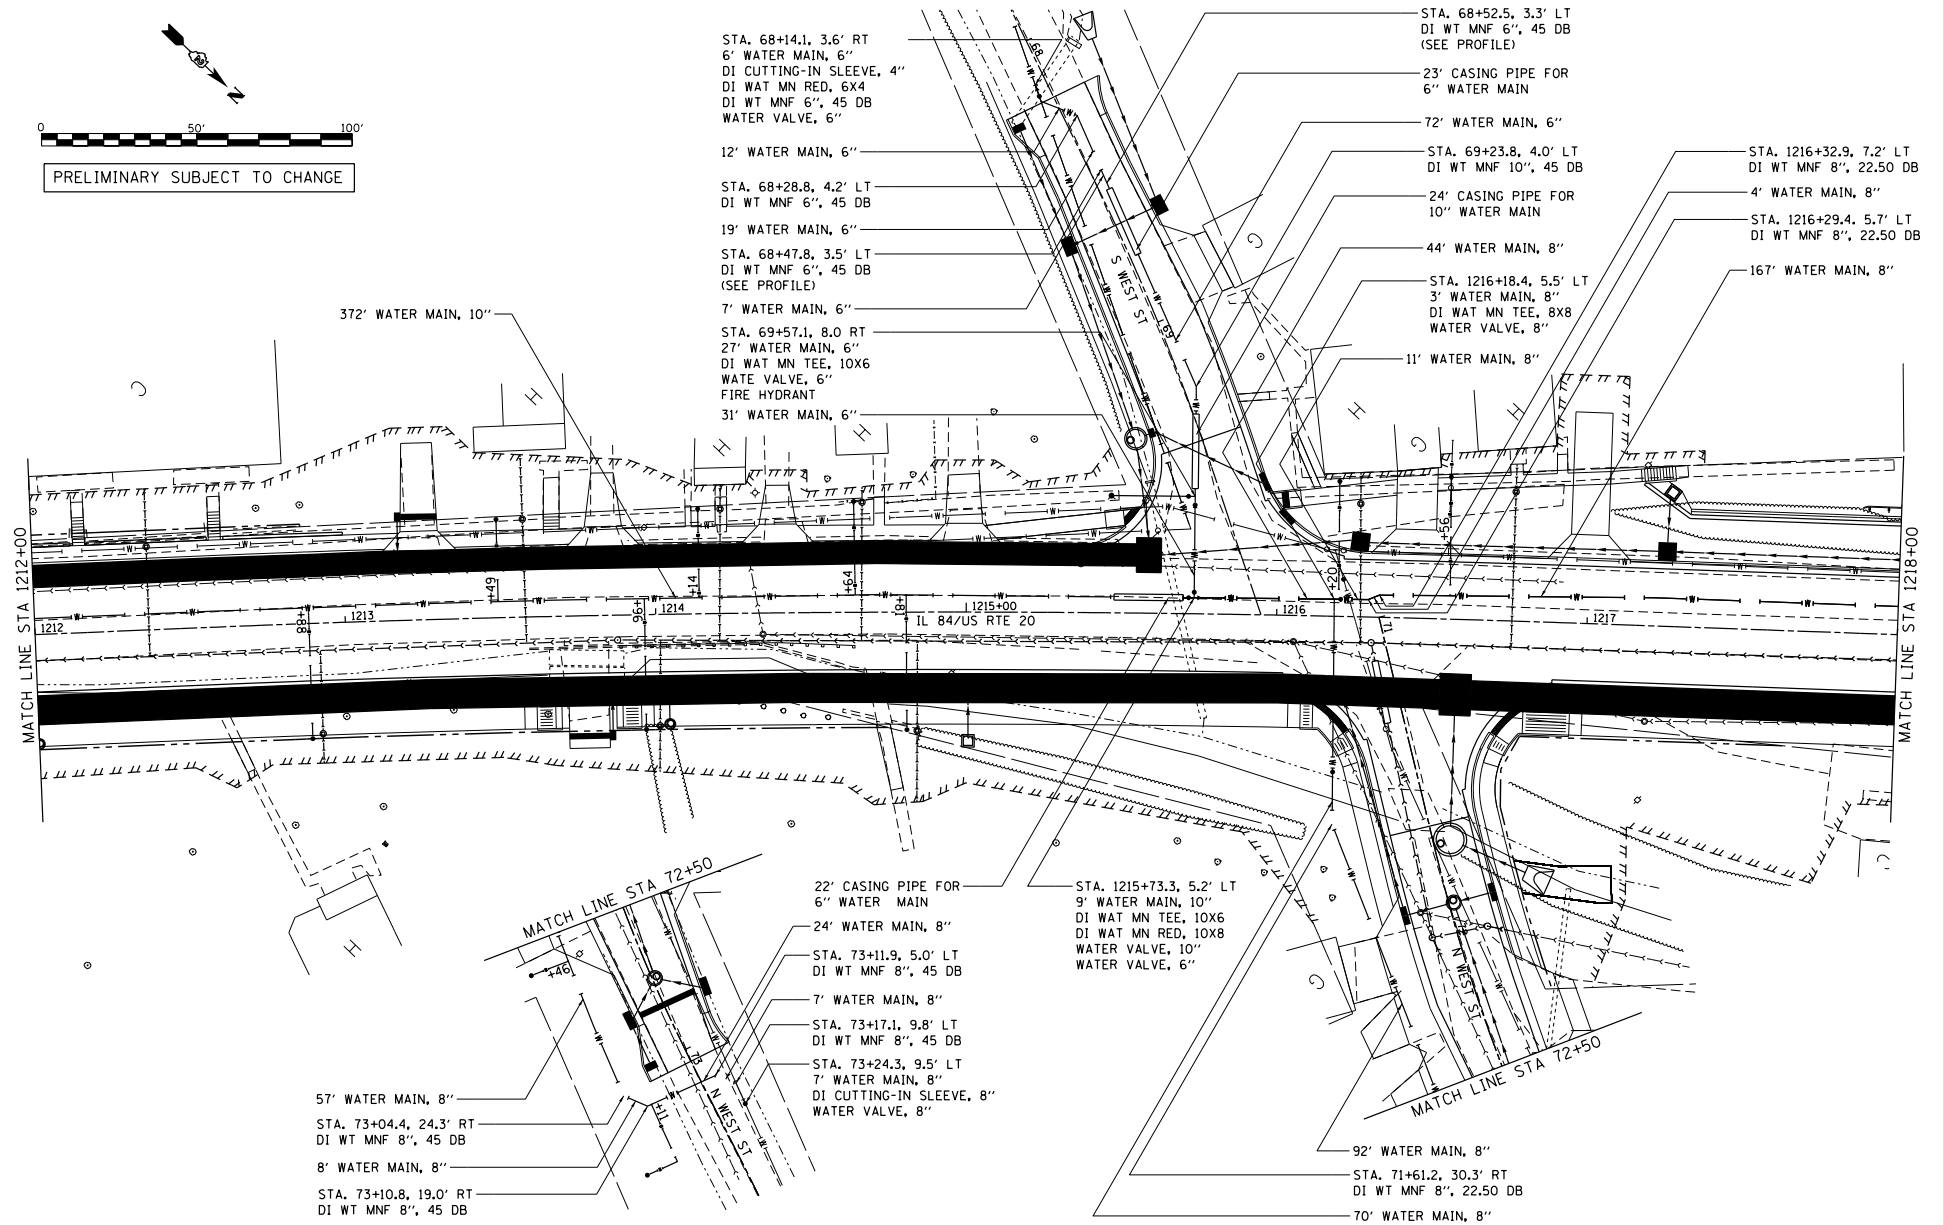 N
0 50' 100'
PRELIMINARY SUBJECT TO CHANGE
STA. 68+14.1, 3.6' RT
6' WATER MAIN, 6"
DI CUTTING-IN SLEEVE, 4"
DI WAT MN RED, 6X4
DI WT MNF 6", 45 DB
WATER VALVE, 6"
12' WATER MAIN, 6"
STA. 68+28.8, 4.2' LT
DI WT MNF 6", 45 DB
19' WATER MAIN, 6"
STA. 68+47.8, 3.5' LT
DI WT MNF 6", 45 DB
(SEE PROFILE)
7' WATER MAIN, 6"
STA. 69+57.1, 8.0 RT
27' WATER MAIN, 6"
DI WAT MN TEE, 10X6
WATE VALVE, 6"
FIRE HYDRANT
31' WATER MAIN, 6"
372' WATER MAIN, 10"
STA. 68+52.5, 3.3' LT
DI WT MNF 6", 45 DB
(SEE PROFILE)
23' CASING PIPE FOR
6" WATER MAIN
72' WATER MAIN, 6"
STA. 69+23.8, 4.0' LT
DI WT MNF 10", 45 DB
24' CASING PIPE FOR
10" WATER MAIN
44' WATER MAIN, 8"
STA. 1216+18.4, 5.5' LT
3' WATER MAIN, 8"
DI WAT MN TEE, 8X8
WATER VALVE, 8"
11' WATER MAIN, 8"
STA. 1216+32.9, 7.2' LT
DI WT MNF 8", 22.50 DB
4' WATER MAIN, 8"
STA. 1216+29.4, 5.7' LT
DI WT MNF 8", 22.50 DB
167' WATER MAIN, 8"
68
S WEST ST
69
C
H
H
H
G
H
G
H
MATCH LINE STA 1212+00
MATCH LINE STA 1218+00
+49
+14
+64
+20
+56
+88
+96
+81
1212
1213
1214
1215+00
1216
1217
IL 84/US RTE 20
71
22' CASING PIPE FOR
6" WATER MAIN
24' WATER MAIN, 8"
STA. 73+11.9, 5.0' LT
DI WT MNF 8", 45 DB
7' WATER MAIN, 8"
STA. 73+17.1, 9.8' LT
DI WT MNF 8", 45 DB
STA. 73+24.3, 9.5' LT
7' WATER MAIN, 8"
DI CUTTING-IN SLEEVE, 8"
WATER VALVE, 8"
STA. 1215+73.3, 5.2' LT
9' WATER MAIN, 10"
DI WAT MN TEE, 10X6
DI WAT MN RED, 10X8
WATER VALVE, 10"
WATER VALVE, 6"
MATCH LINE STA 72+50
+46
73
+11
N WEST ST
H
57' WATER MAIN, 8"
STA. 73+04.4, 24.3' RT
DI WT MNF 8", 45 DB
8' WATER MAIN, 8"
STA. 73+10.8, 19.0' RT
DI WT MNF 8", 45 DB
G
N WEST ST
MATCH LINE STA 72+50
92' WATER MAIN, 8"
STA. 71+61.2, 30.3' RT
DI WT MNF 8", 22.50 DB
70' WATER MAIN, 8"